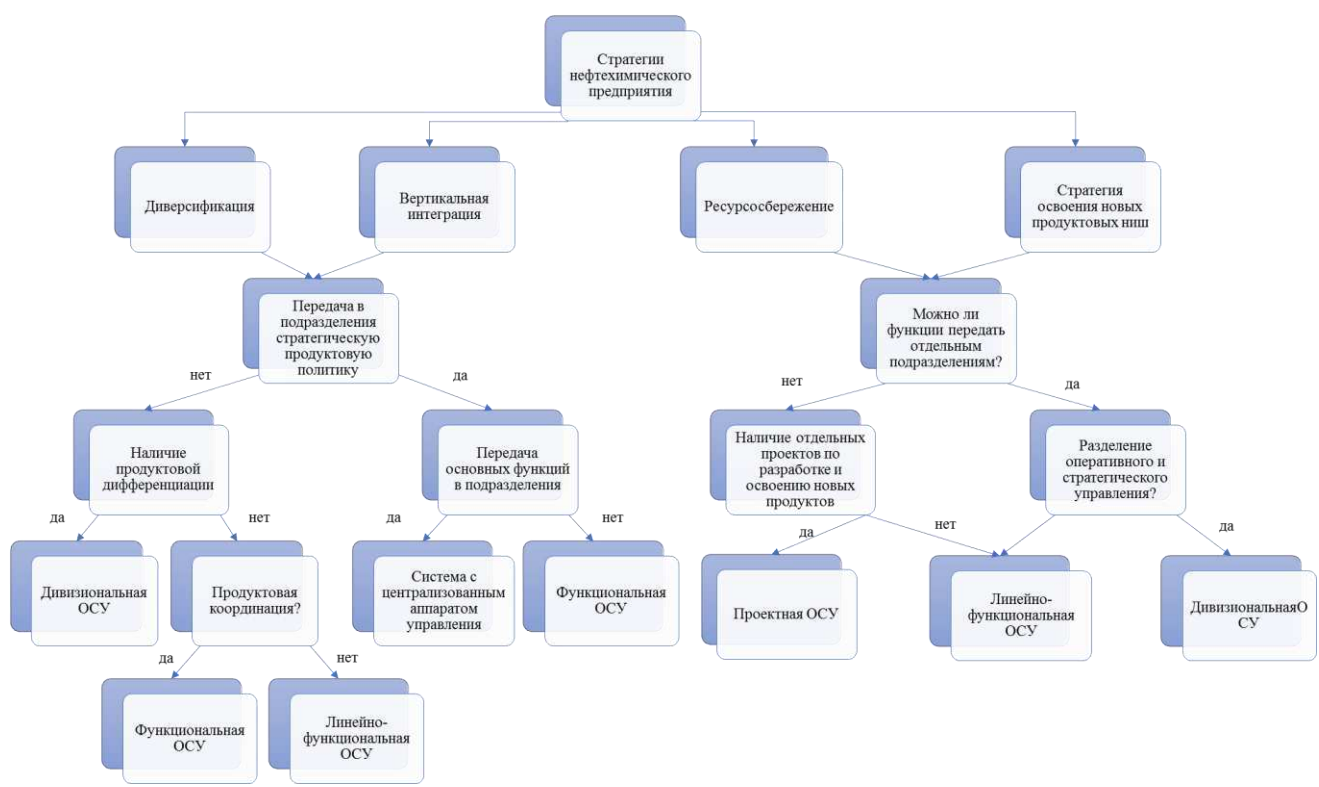 Стратегии
нефтехимического
предприятия
Диверсификация
Вертикальная
интеграция
Ресурсосбережение
Стратегия
освоения новых
продуктовых ниш
Передача в
подразделения
стратегическую
продуктовую
политику
Можно ли
функции передать
отдельным
подразделениям?
нет
да
нет
да
Наличие
продуктовой
дифференциации
Передача
основных функций
в подразделения
Наличие отдельных
проектов по
разработке и
освоению новых
продуктов
Разделение
оперативного и
стратегического
управления?
да
нет
да
нет
да
нет
да
Дивизиональная
ОСУ
Продуктовая
координация?
Система с
централизованным
аппаратом
управления
Функциональная
ОСУ
Проектная ОСУ
Линейно-
функциональная
ОСУ
ДивизиональнаяО
СУ
да
нет
Функциональная
ОСУ
Линейно-
функциональная
ОСУ